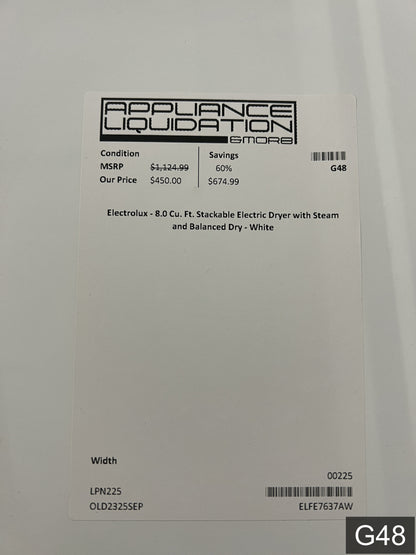 APPLIANCE
LIQUIDATION
&MORE
Condition Savings
MSRP $1,124.99 60% G48
Our Price $450.00 $674.99
Electrolux - 8.0 Cu. Ft. Stackable Electric Dryer with Steam
and Balanced Dry - White
Width
00225
LPN225
OLD2325SEP ELFE7637AW
G48